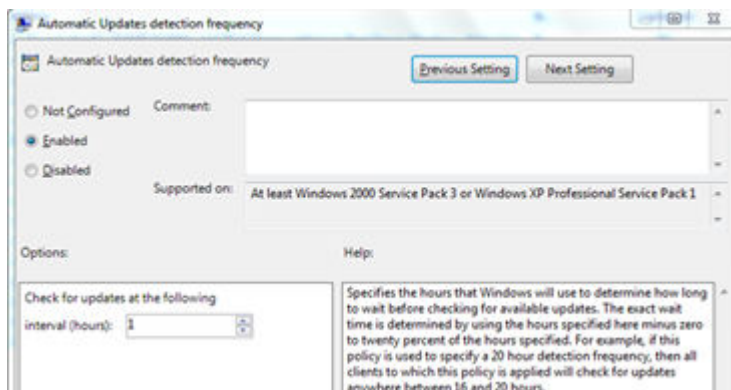 Automatic Updates detection frequency
Automatic Updates detection frequency
Previous Setting
Next Setting
Not Configured
Comment:
Enabled
Disabled
Supported on:
At least Windows 2000 Service Pack 3 or Windows XP Professional Service Pack 1
Options:
Help:
Check for updates at the following
interval (hours): 1
Specifies the hours that Windows will use to determine how long
to wait before checking for available updates. The exact wait
time is determined by using the hours specified here minus zero
to twenty percent of the hours specified. For example, if this
policy is used to specify a 20 hour detection frequency, then all
clients to which this policy is applied will check for updates
anywhere between 16 and 20 hours.